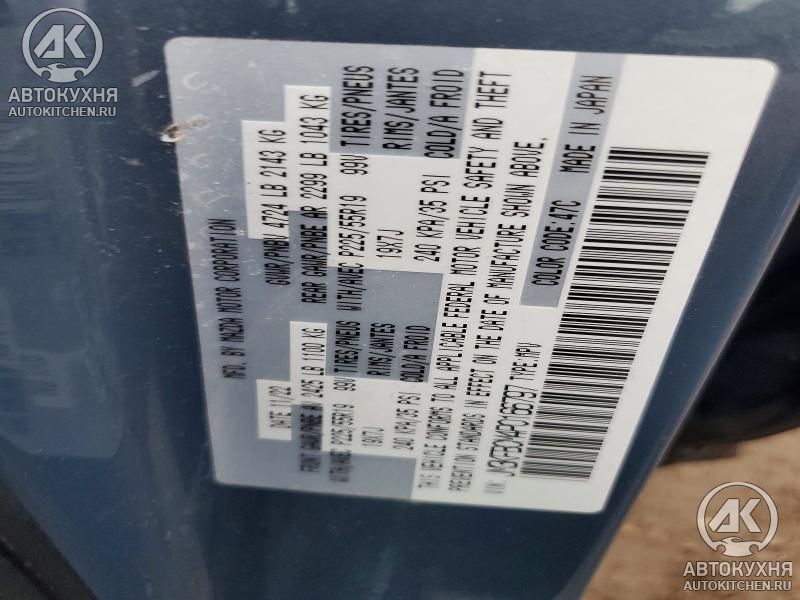 АК
АВТОКУХНЯ
AUTOKITCHEN.RU
MFD. BY MAZDA MOTOR CORPORATION
DATE 11/22
GVWR/PNBV 4724 LB 2143 KG
FRONT GAWR/PNBE AV 2425 LB 1100 KG
REAR GAWR/PNBE AR 2299 LB 1043 KG
WITH/AVEC P225/55R19 99V TIRES/PNEUS
WITH/AVEC P225/55R19 99V TIRES/PNEUS
19X7J RIMS/JANTES
19X7J RIMS/JANTES
240 KPA/35 PSI COLD/A FROID
240 KPA/35 PSI COLD/A FROID
THIS VEHICLE CONFORMS TO ALL APPLICABLE FEDERAL MOTOR VEHICLE SAFETY AND THEFT
PREVENTION STANDARDS IN EFFECT ON THE DATE OF MANUFACTURE SHOWN ABOVE.
VIN: TYPE:MPV
COLOR CODE:47C MADE IN JAPAN
АК
АВТОКУХНЯ
AUTOKITCHEN.RU